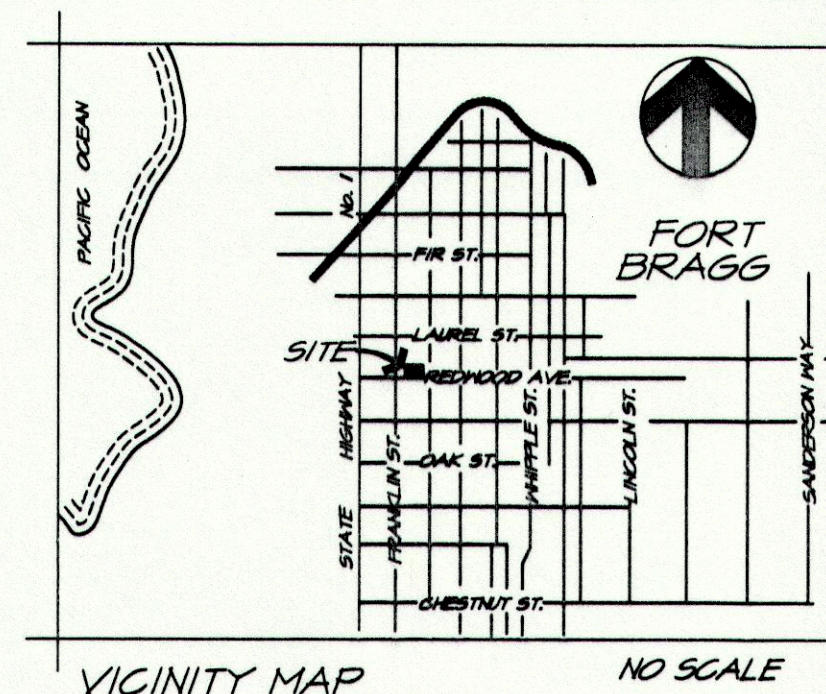 PACIFIC OCEAN
STATE HIGHWAY No. 1
FORT
BRAGG
FIR ST.
LAUREL ST.
SITE
REDWOOD AVE.
FRANKLIN ST.
OAK ST.
WHIPPLE ST.
LINCOLN ST.
SANDERSON WAY
CHESTNUT ST.
VICINITY MAP
NO SCALE